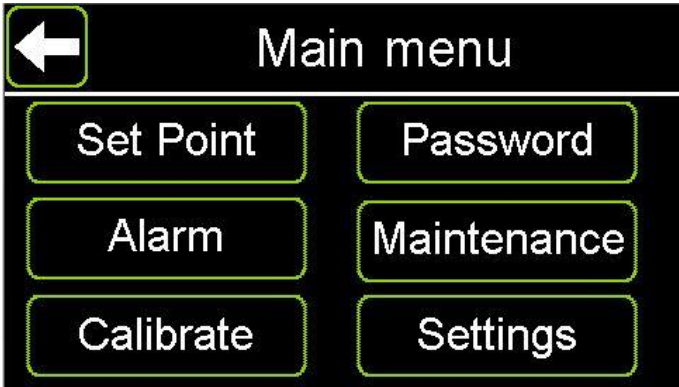 Main menu
Set Point
Password
Alarm
Maintenance
Calibrate
Settings